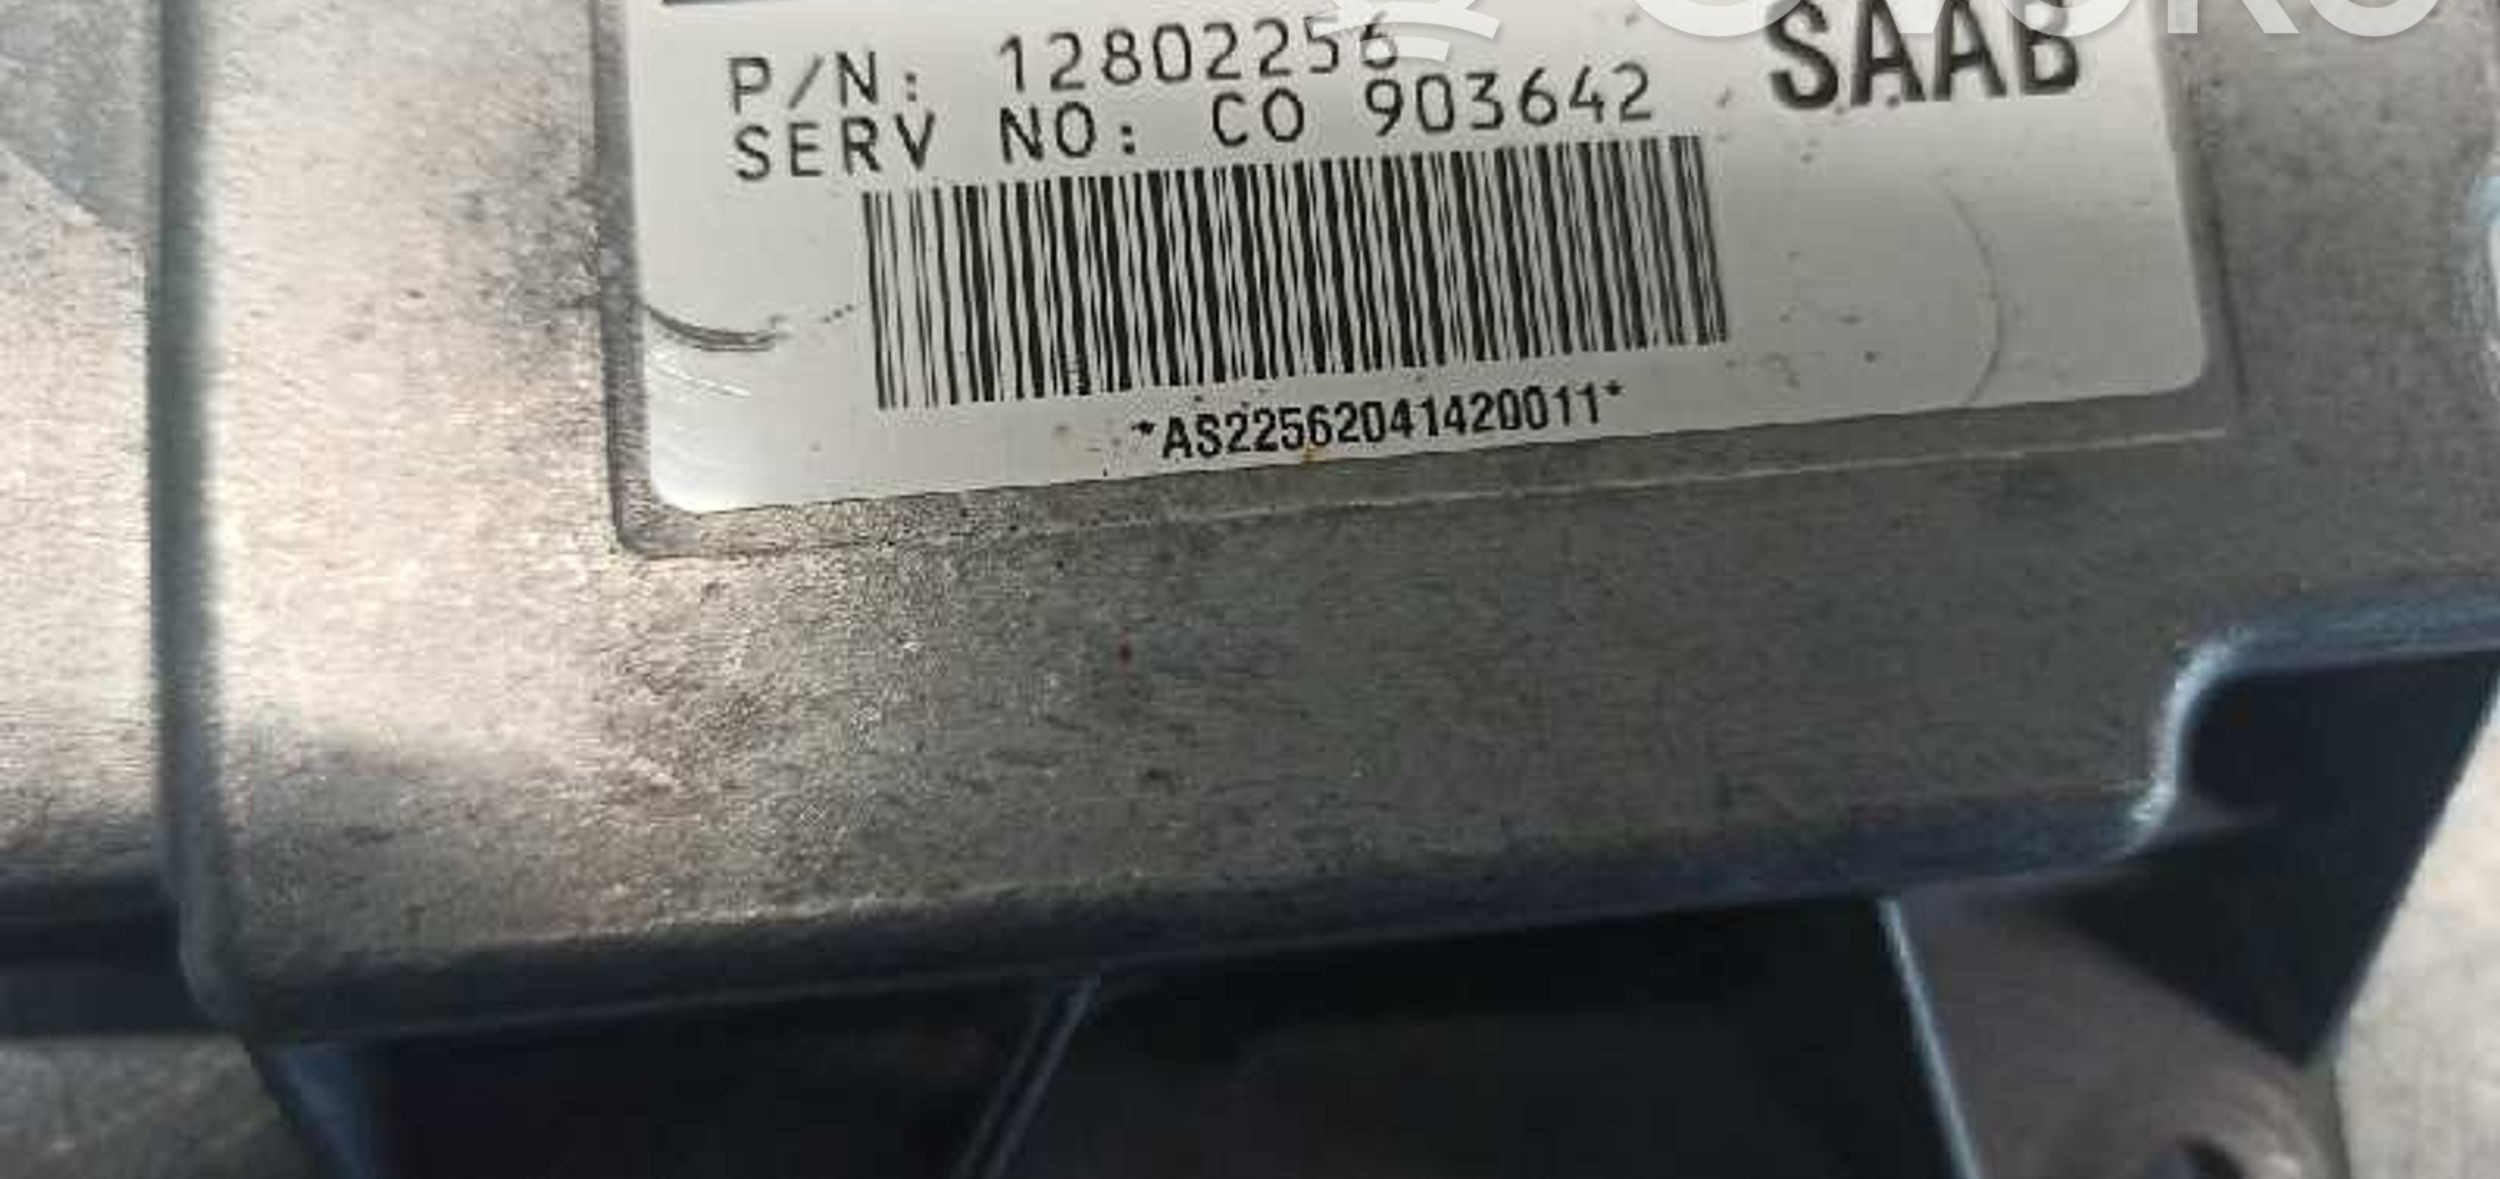 P/N: 12802256
SERV NO: CO 903642
SAAB
*AS22562041420011*